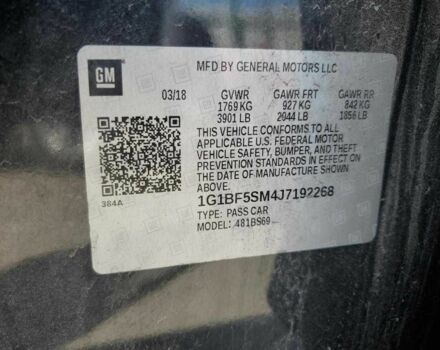 GM
MFD BY GENERAL MOTORS LLC
03/18 GVWR GAWR FRT GAWR RR
1769 KG 927 KG 842 KG
3901 LB 2044 LB 1856 LB
THIS VEHICLE CONFORMS TO ALL
APPLICABLE U.S. FEDERAL MOTOR
VEHICLE SAFETY, BUMPER, AND THEFT
PREVENTION STANDARDS IN EFFECT ON
THE DATE OF MANUFACTURE SHOWN
ABOVE.
384A
1G1BF5SM4J7192268
TYPE: PASS CAR
MODEL: 481BS69